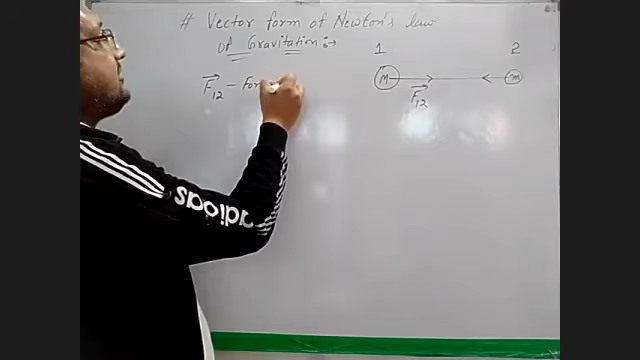 # Vector form of Newton's law
of Gravitation :→
1 2
M m
F₁₂
F₁₂ – For
adidas